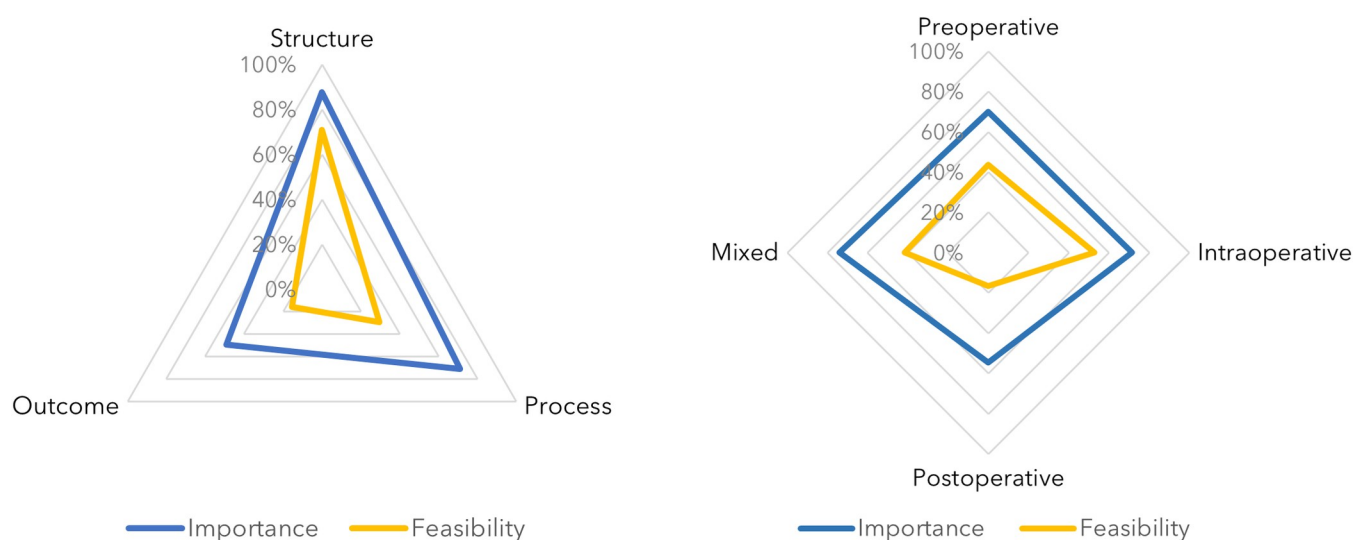 Structure
100%
80%
60%
40%
20%
0%
Outcome
Process
Importance
Feasibility
Preoperative
100%
80%
60%
40%
20%
0%
Mixed
Intraoperative
Postoperative
Importance
Feasibility